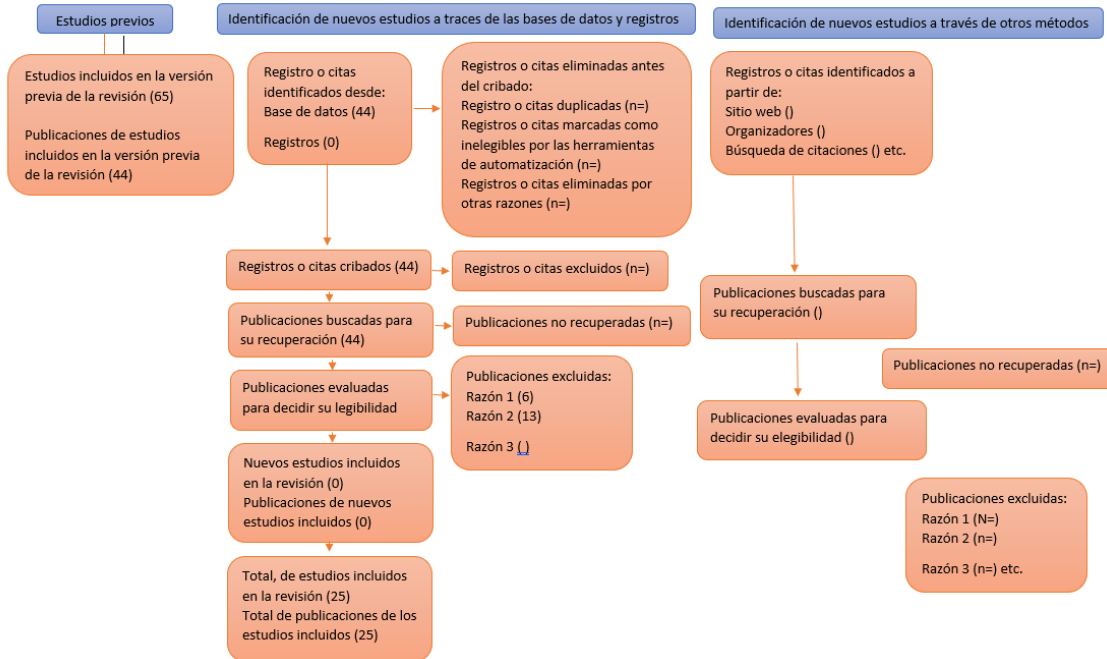 Estudios previos
Estudios incluidos en la versión
previa de la revisión (65)
Publicaciones de estudios
incluidos en la versión previa
de la revisión (44)
Identificación de nuevos estudios a traces de las bases de datos y registros
Registro o citas
identificados desde:
Base de datos (44)
Registros (0)
Registros o citas eliminadas antes
del cribado:
Registro o citas duplicadas (n=)
Registros o citas marcadas como
inelegibles por las herramientas
de automatización (n=)
Registros o citas eliminadas por
otras razones (n=)
Registros o citas cribados (44)
Registros o citas excluidos (n=)
Publicaciones buscadas para
su recuperación (44)
Publicaciones no recuperadas (n=)
Publicaciones evaluadas
para decidir su legibilidad
Publicaciones excluidas:
Razón 1 (6)
Razón 2 (13)
Razón 3 ( )
Nuevos estudios incluidos
en la revisión (0)
Publicaciones de nuevos
estudios incluidos (0)
Total, de estudios incluidos
en la revisión (25)
Total de publicaciones de los
estudios incluidos (25)
Identificación de nuevos estudios a través de otros métodos
Registros o citas identificados a
partir de:
Sitio web ()
Organizadores ()
Búsqueda de citaciones () etc.
Publicaciones buscadas para
su recuperación ()
Publicaciones no recuperadas (n=)
Publicaciones evaluadas para
decidir su elegibilidad ()
Publicaciones excluidas:
Razón 1 (N=)
Razón 2 (n=)
Razón 3 (n=) etc.